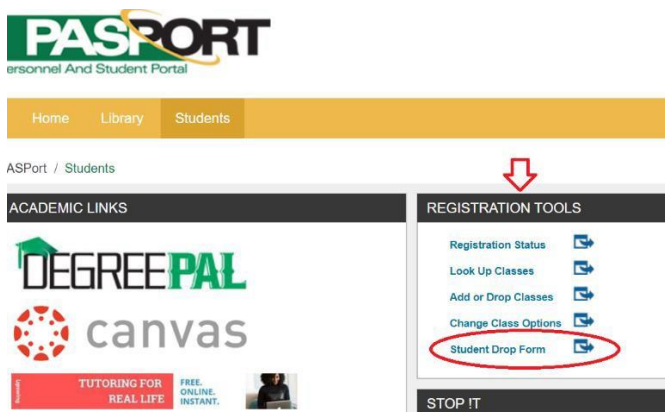 PASPORT
ersonnel And Student Portal
Home Library Students
ASPort / Students
ACADEMIC LINKS
DEGREE PAL
canvas
TUTORING FOR
REAL LIFE
FREE.
ONLINE.
INSTANT.
REGISTRATION TOOLS
Registration Status
Look Up Classes
Add or Drop Classes
Change Class Options
Student Drop Form
STOP !T